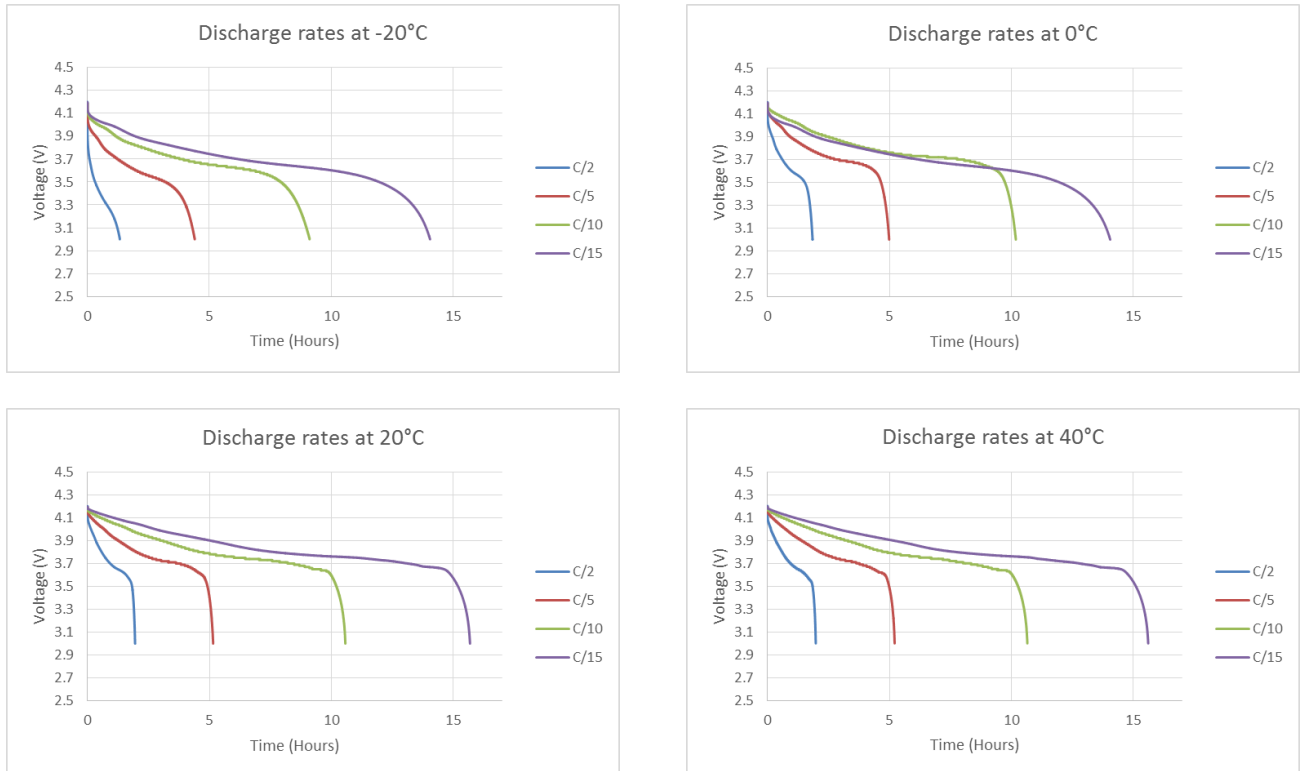 Discharge rates at -20°C
4.5
4.3
4.1
3.9
3.7
3.5
3.3
3.1
2.9
2.7
2.5
Voltage (V)
0 5 10 15
Time (Hours)
C/2
C/5
C/10
C/15
Discharge rates at 0°C
4.5
4.3
4.1
3.9
3.7
3.5
3.3
3.1
2.9
2.7
2.5
Voltage (V)
0 5 10 15
Time (Hours)
C/2
C/5
C/10
C/15
Discharge rates at 20°C
4.5
4.3
4.1
3.9
3.7
3.5
3.3
3.1
2.9
2.7
2.5
Voltage (V)
0 5 10 15
Time (Hours)
C/2
C/5
C/10
C/15
Discharge rates at 40°C
4.5
4.3
4.1
3.9
3.7
3.5
3.3
3.1
2.9
2.7
2.5
Voltage (V)
0 5 10 15
Time (Hours)
C/2
C/5
C/10
C/15